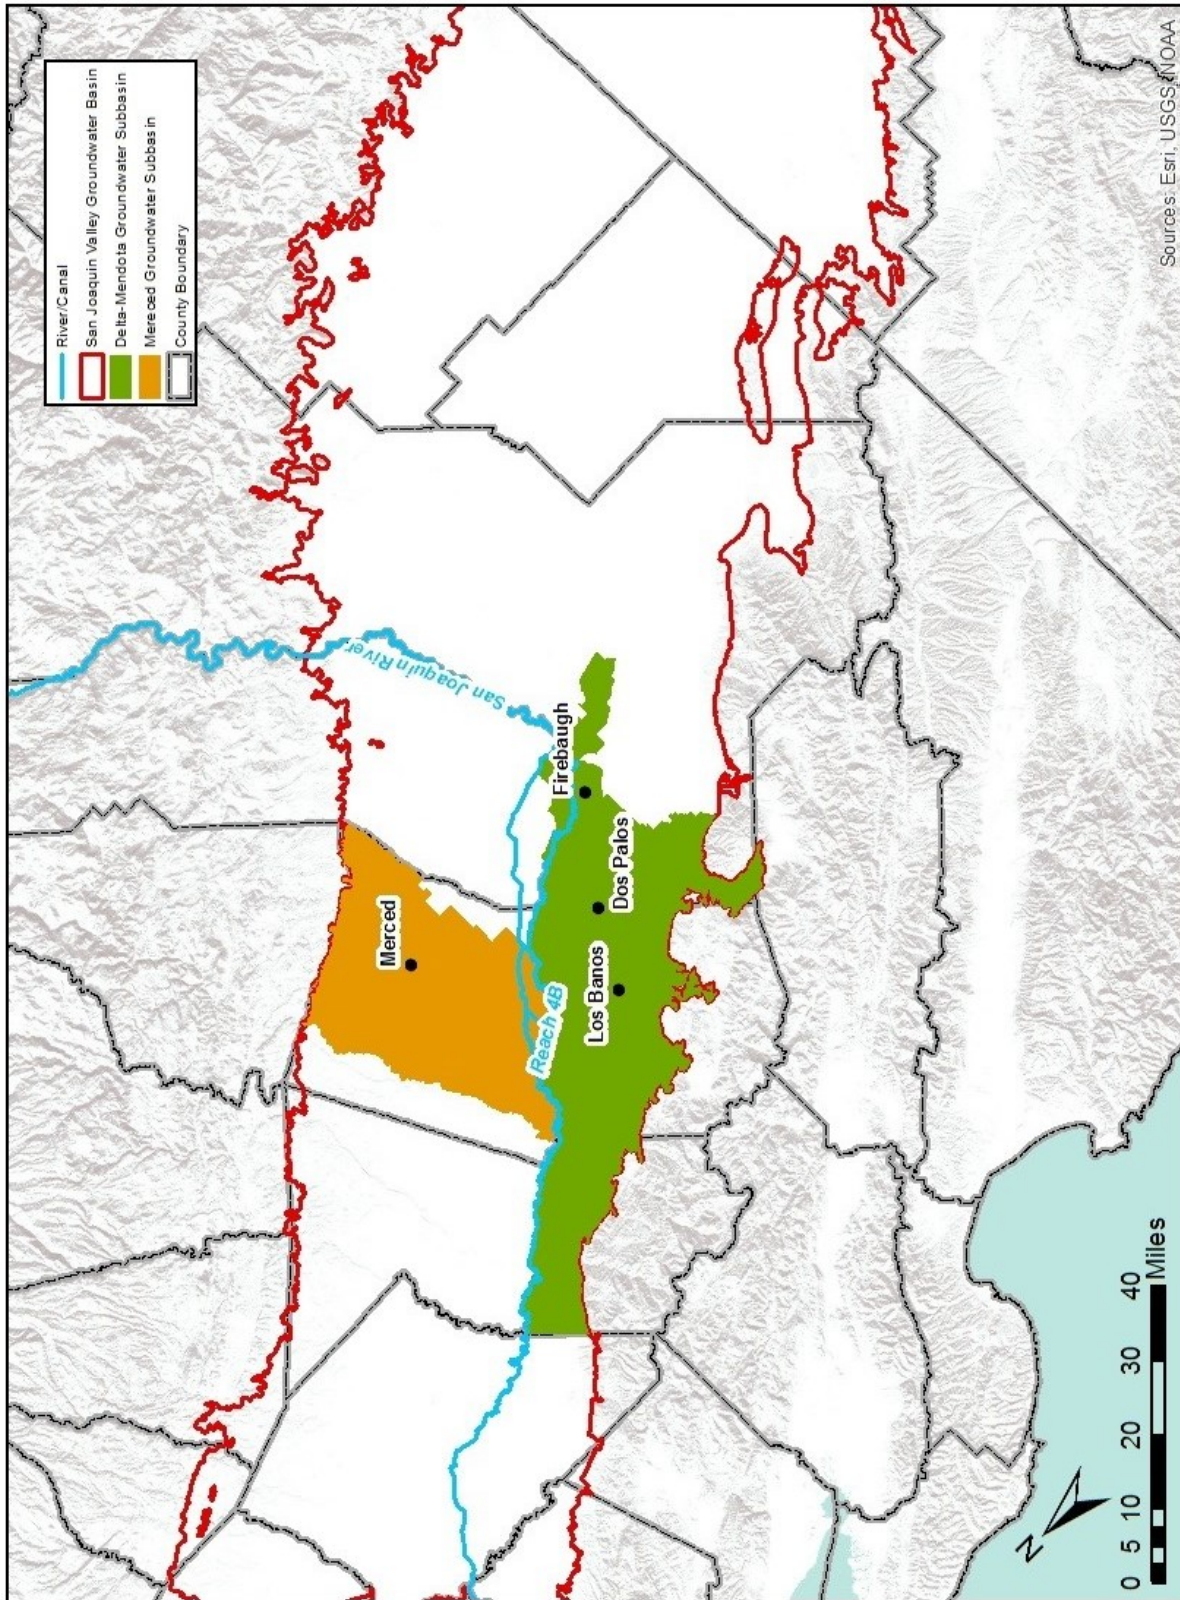 River/Canal
San Joaquin Valley Groundwater Basin
Delta-Mendota Groundwater Subbasin
Mereced Groundwater Subbasin
County Boundary
San Joaquin River
Merced
Firebaugh
Dos Palos
Los Banos
Reach 4B
N
0 5 10 20 30 40
Miles
Sources: Esri, USGS, NOAA